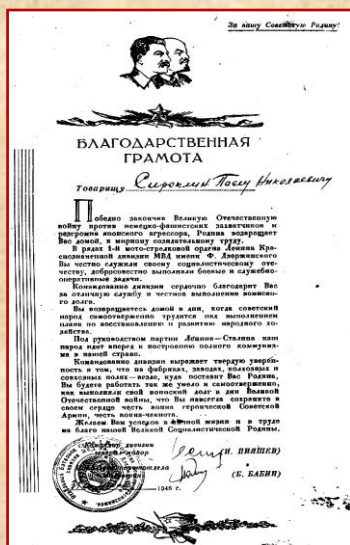 За нашу Советскую Родину!
БЛАГОДАРСТВЕННАЯ
ГРАМОТА
Товарищу Николаевичу
Победно закончив Великую Отечественную
войну против немецко-фашистских захватчиков и
разгромив японского агрессора, Родина возвращает
Вас домой, к мирному созидательному труду.
В рядах 1-й мото-стрелковой ордена Ленина Кра-
снознаменной дивизии МВД имени Ф. Дзержинского
Вы честно служили своему социалистическому оте-
честву, добросовестно выполняли боевые и служебно-
оперативные задачи.
Командование дивизии сердечно благодарит Вас
за отличную службу и честное выполнение воинско-
го долга.
Вы возвращаетесь домой в дни, когда советский
народ самоотверженно трудится над выполнением
плана по восстановлению и развитию народного хо-
зяйства.
Под руководством партии Ленина—Сталина наш
народ идет вперед к построению полного коммуниз-
ма в нашей стране.
Командование дивизии выражает твердую уверен-
ность в том, что на фабриках, заводах, колхозных и
совхозных полях — везде, куда поставит Вас Родина,
Вы будете работать так же умело и самоотверженно,
как выполняли свой воинский долг в дни Великой
Отечественной войны, что Вы навсегда сохраните в
своем сердце честь воина героической Советской
Армии, честь воина-чекиста.
Желаем Вам успехов в личной жизни и в труде
на благо нашей Великой Социалистической Родины.
Командир дивизии
генерал-майор (И. ПИЯШЕВ)
(Б. БАБИН)
1946 г.